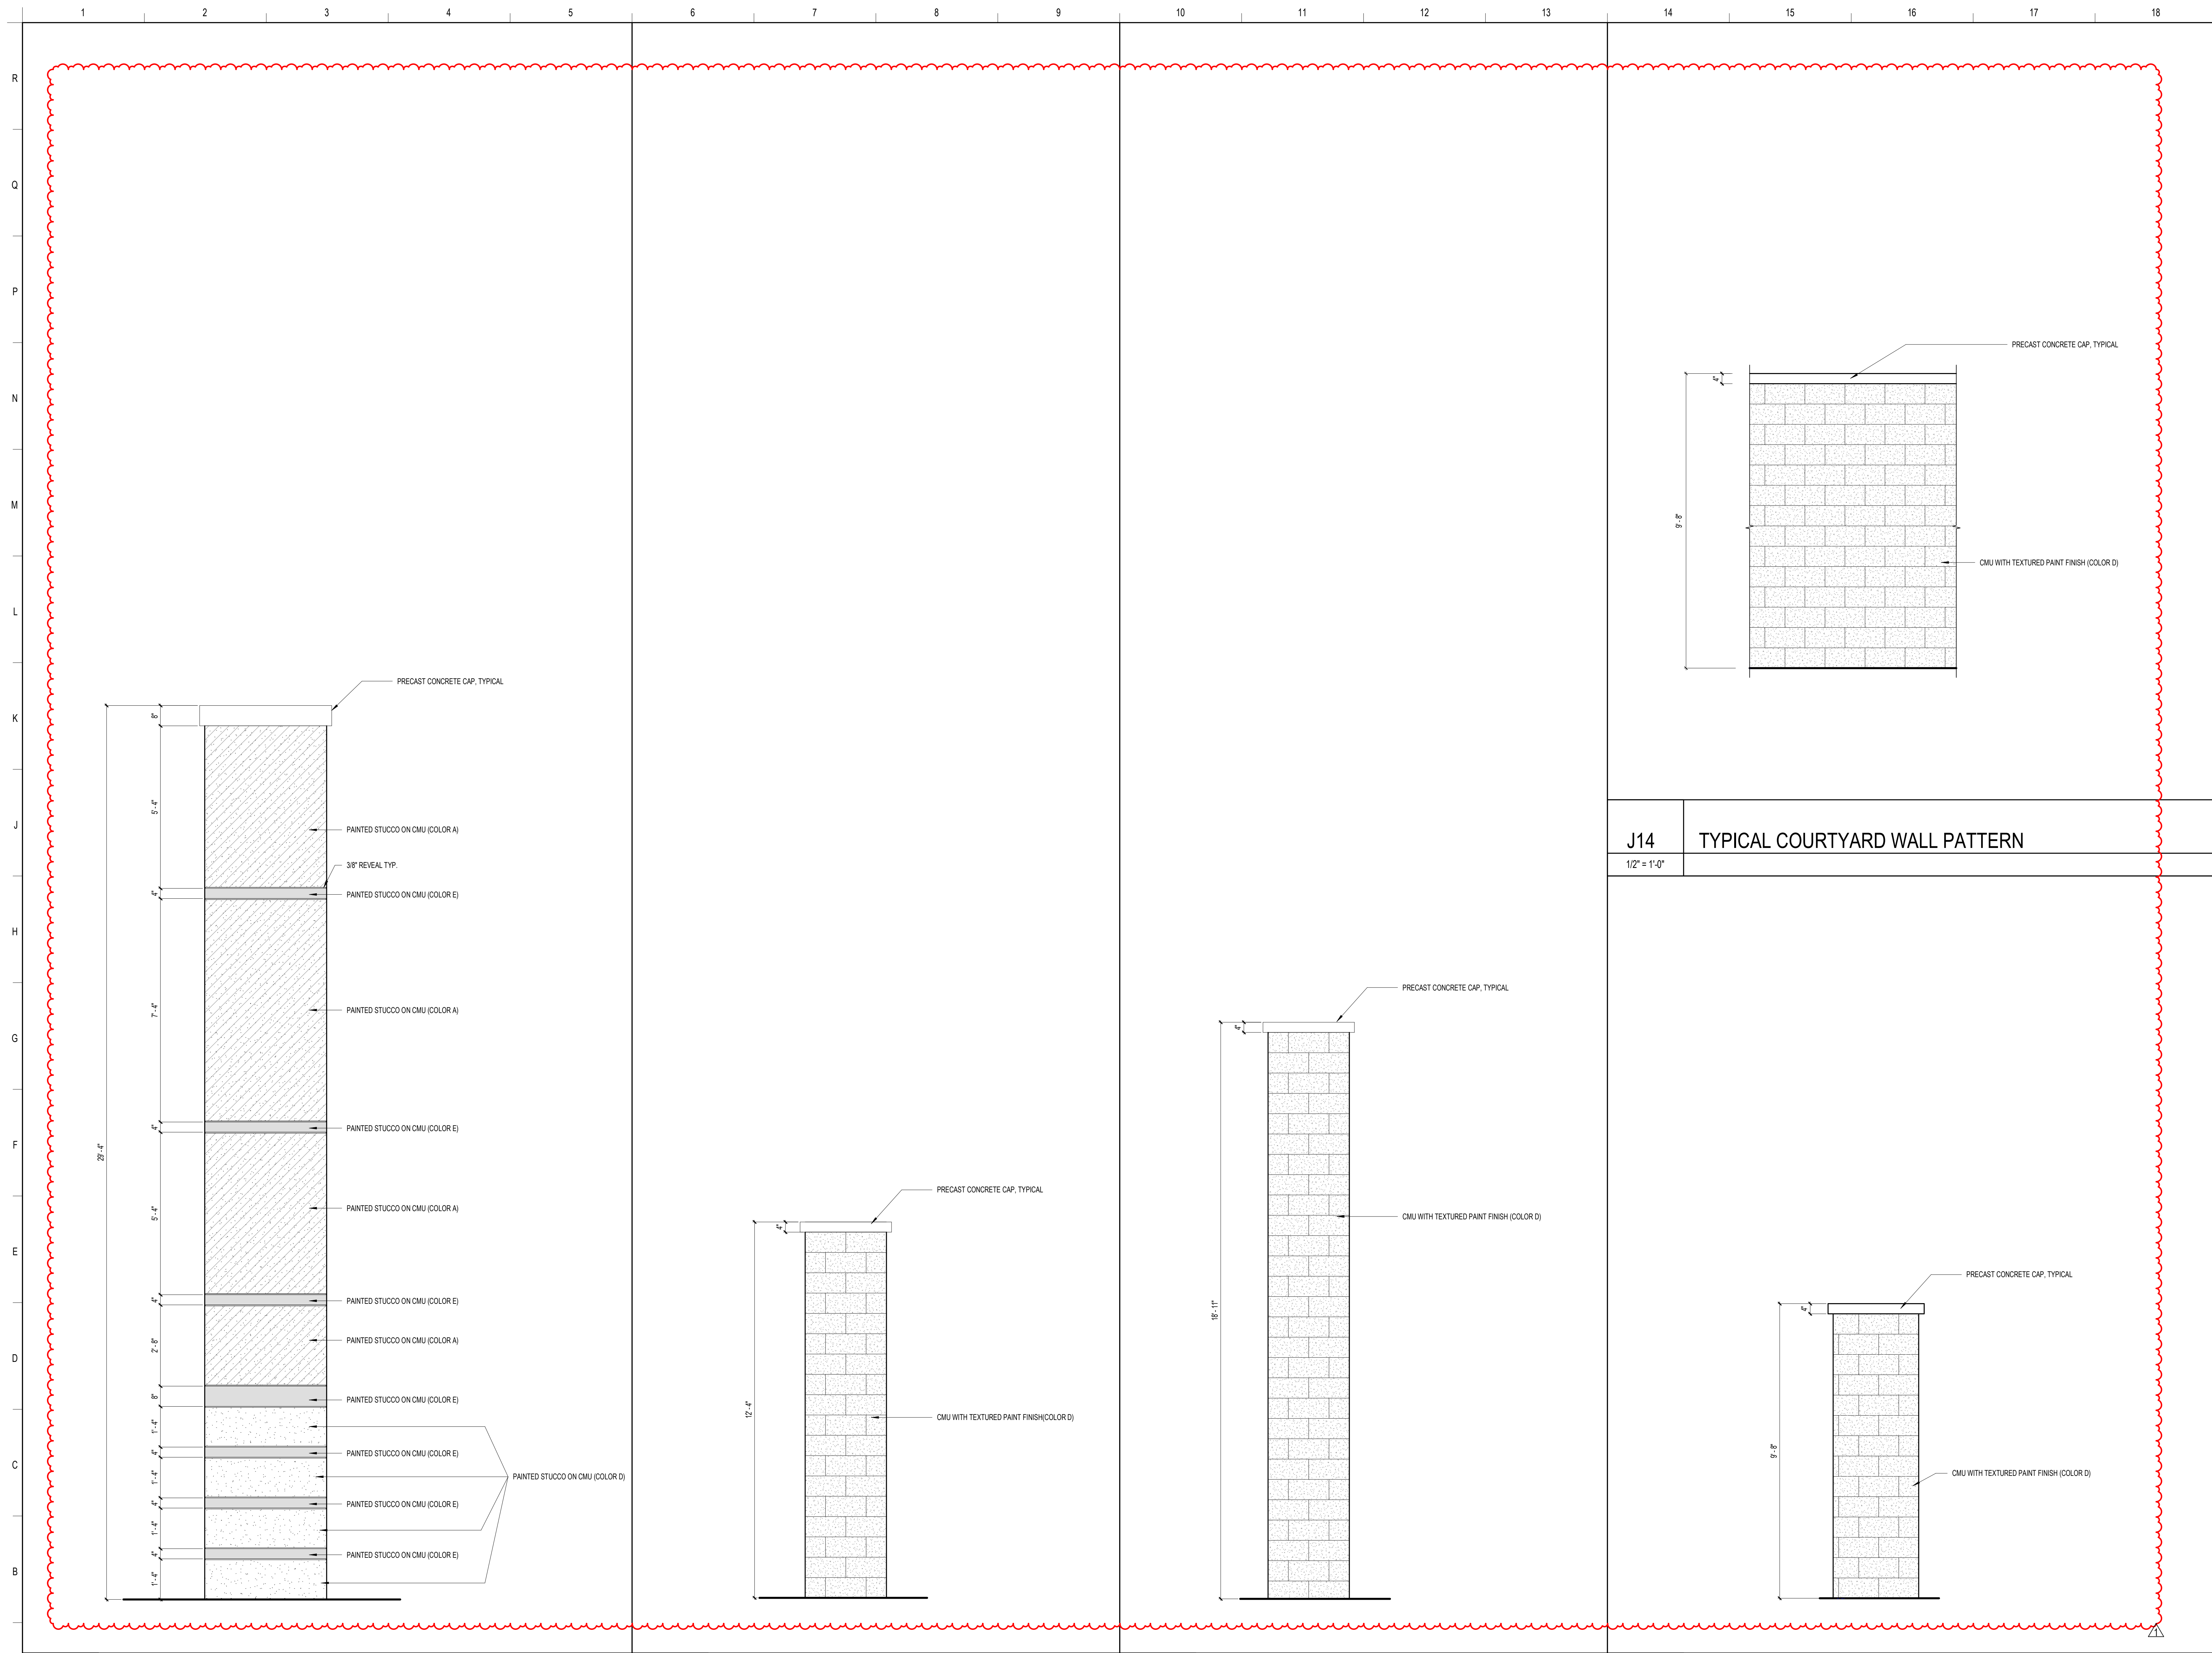 1 2 3 4 5 6 7 8 9 10 11 12 13 14 15 16 17 18
R
Q
P
N
M
L
K
J
H
G
F
E
D
C
B
PRECAST CONCRETE CAP, TYPICAL
8"
5' - 4"
PAINTED STUCCO ON CMU (COLOR A)
3/8" REVEAL TYP.
4"
PAINTED STUCCO ON CMU (COLOR E)
7' - 4"
PAINTED STUCCO ON CMU (COLOR A)
4"
PAINTED STUCCO ON CMU (COLOR E)
29' - 4"
5' - 4"
PAINTED STUCCO ON CMU (COLOR A)
4"
PAINTED STUCCO ON CMU (COLOR E)
2' - 8"
PAINTED STUCCO ON CMU (COLOR A)
8"
PAINTED STUCCO ON CMU (COLOR E)
1' - 4"
4"
PAINTED STUCCO ON CMU (COLOR E)
1' - 4"
PAINTED STUCCO ON CMU (COLOR D)
4"
PAINTED STUCCO ON CMU (COLOR E)
1' - 4"
4"
PAINTED STUCCO ON CMU (COLOR E)
1' - 4"
PRECAST CONCRETE CAP, TYPICAL
4"
12' - 4"
CMU WITH TEXTURED PAINT FINISH(COLOR D)
PRECAST CONCRETE CAP, TYPICAL
4"
CMU WITH TEXTURED PAINT FINISH (COLOR D)
18' - 11"
PRECAST CONCRETE CAP, TYPICAL
4"
9' - 8"
CMU WITH TEXTURED PAINT FINISH (COLOR D)
J14 TYPICAL COURTYARD WALL PATTERN
1/2" = 1'-0"
PRECAST CONCRETE CAP, TYPICAL
4"
9' - 8"
CMU WITH TEXTURED PAINT FINISH (COLOR D)
1